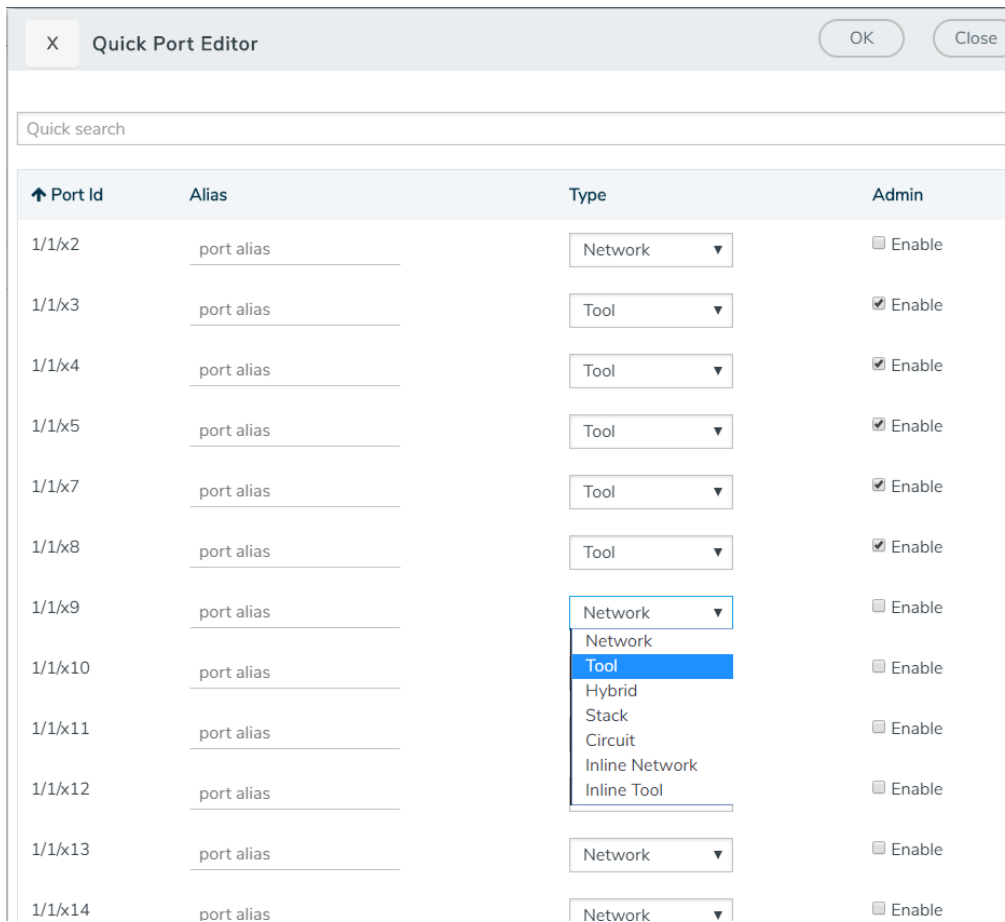 X Quick Port Editor OK Close
Quick search
Port Id Alias Type Admin
1/1/x2 port alias Network Enable
1/1/x3 port alias Tool Enable
1/1/x4 port alias Tool Enable
1/1/x5 port alias Tool Enable
1/1/x7 port alias Tool Enable
1/1/x8 port alias Tool Enable
1/1/x9 port alias Network Enable
Network
Tool
1/1/x10 port alias Enable
Hybrid
Stack
1/1/x11 port alias Enable
Circuit
Inline Network
Inline Tool
1/1/x12 port alias Enable
1/1/x13 port alias Network Enable
1/1/x14 port alias Network Enable